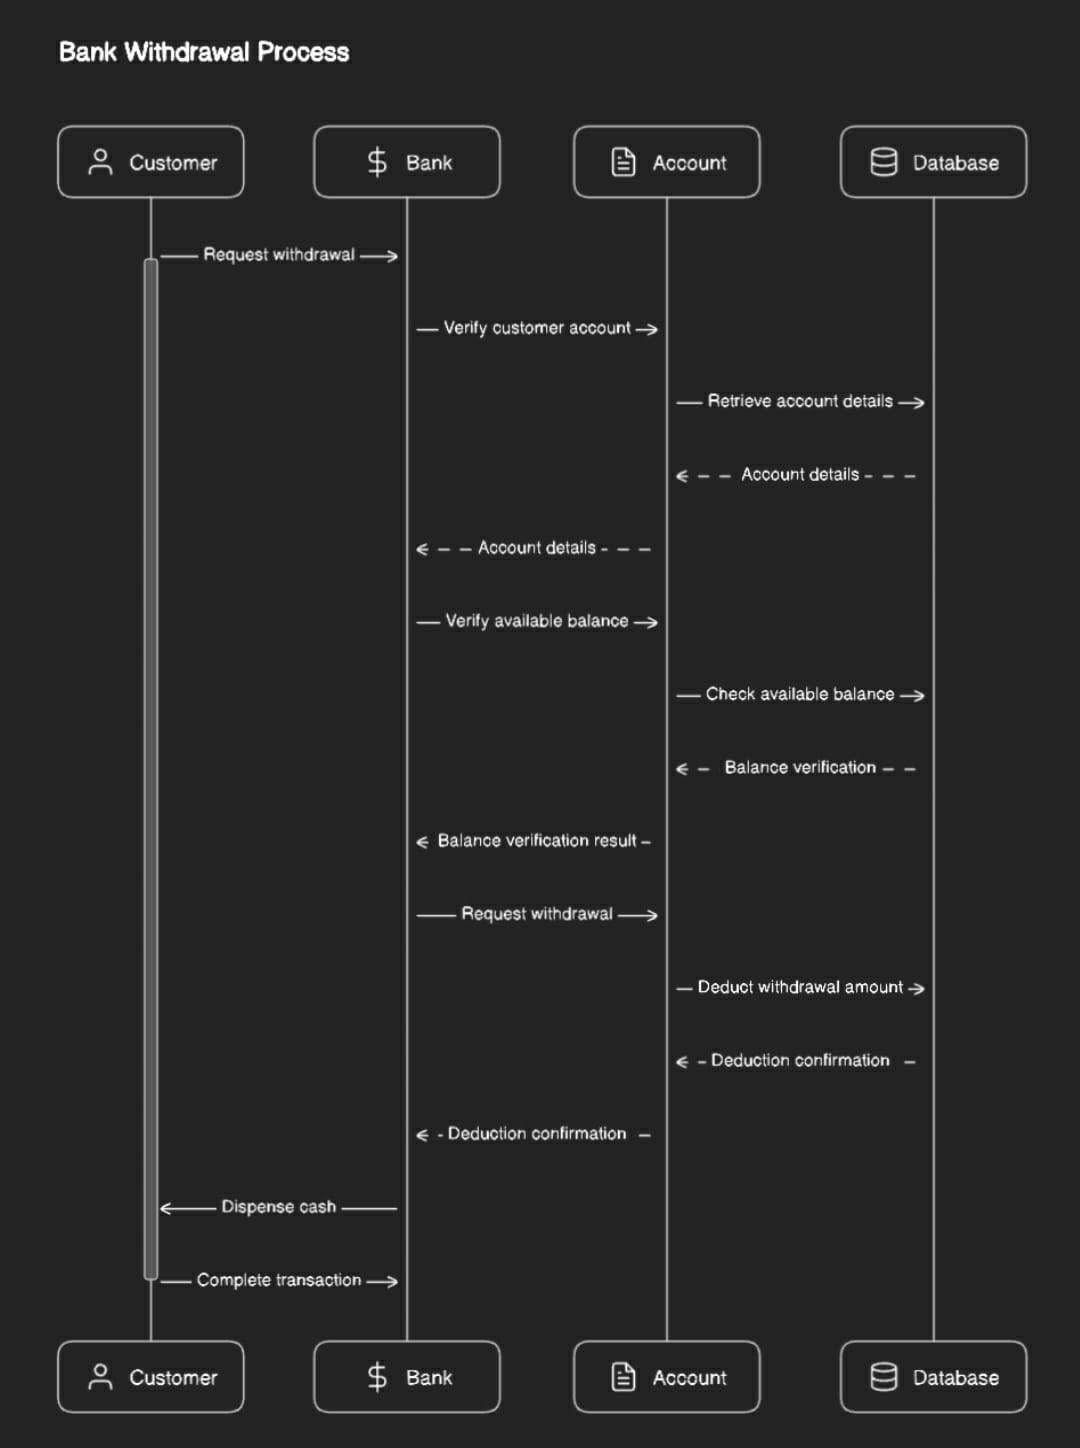 Bank Withdrawal Process
Customer
Bank
Account
Database
Request withdrawal
Verify customer account
Retrieve account details
Account details
Account details
Verify available balance
Check available balance
Balance verification
Balance verification result
Request withdrawal
Deduct withdrawal amount
Deduction confirmation
Deduction confirmation
Dispense cash
Complete transaction
Customer
Bank
Account
Database